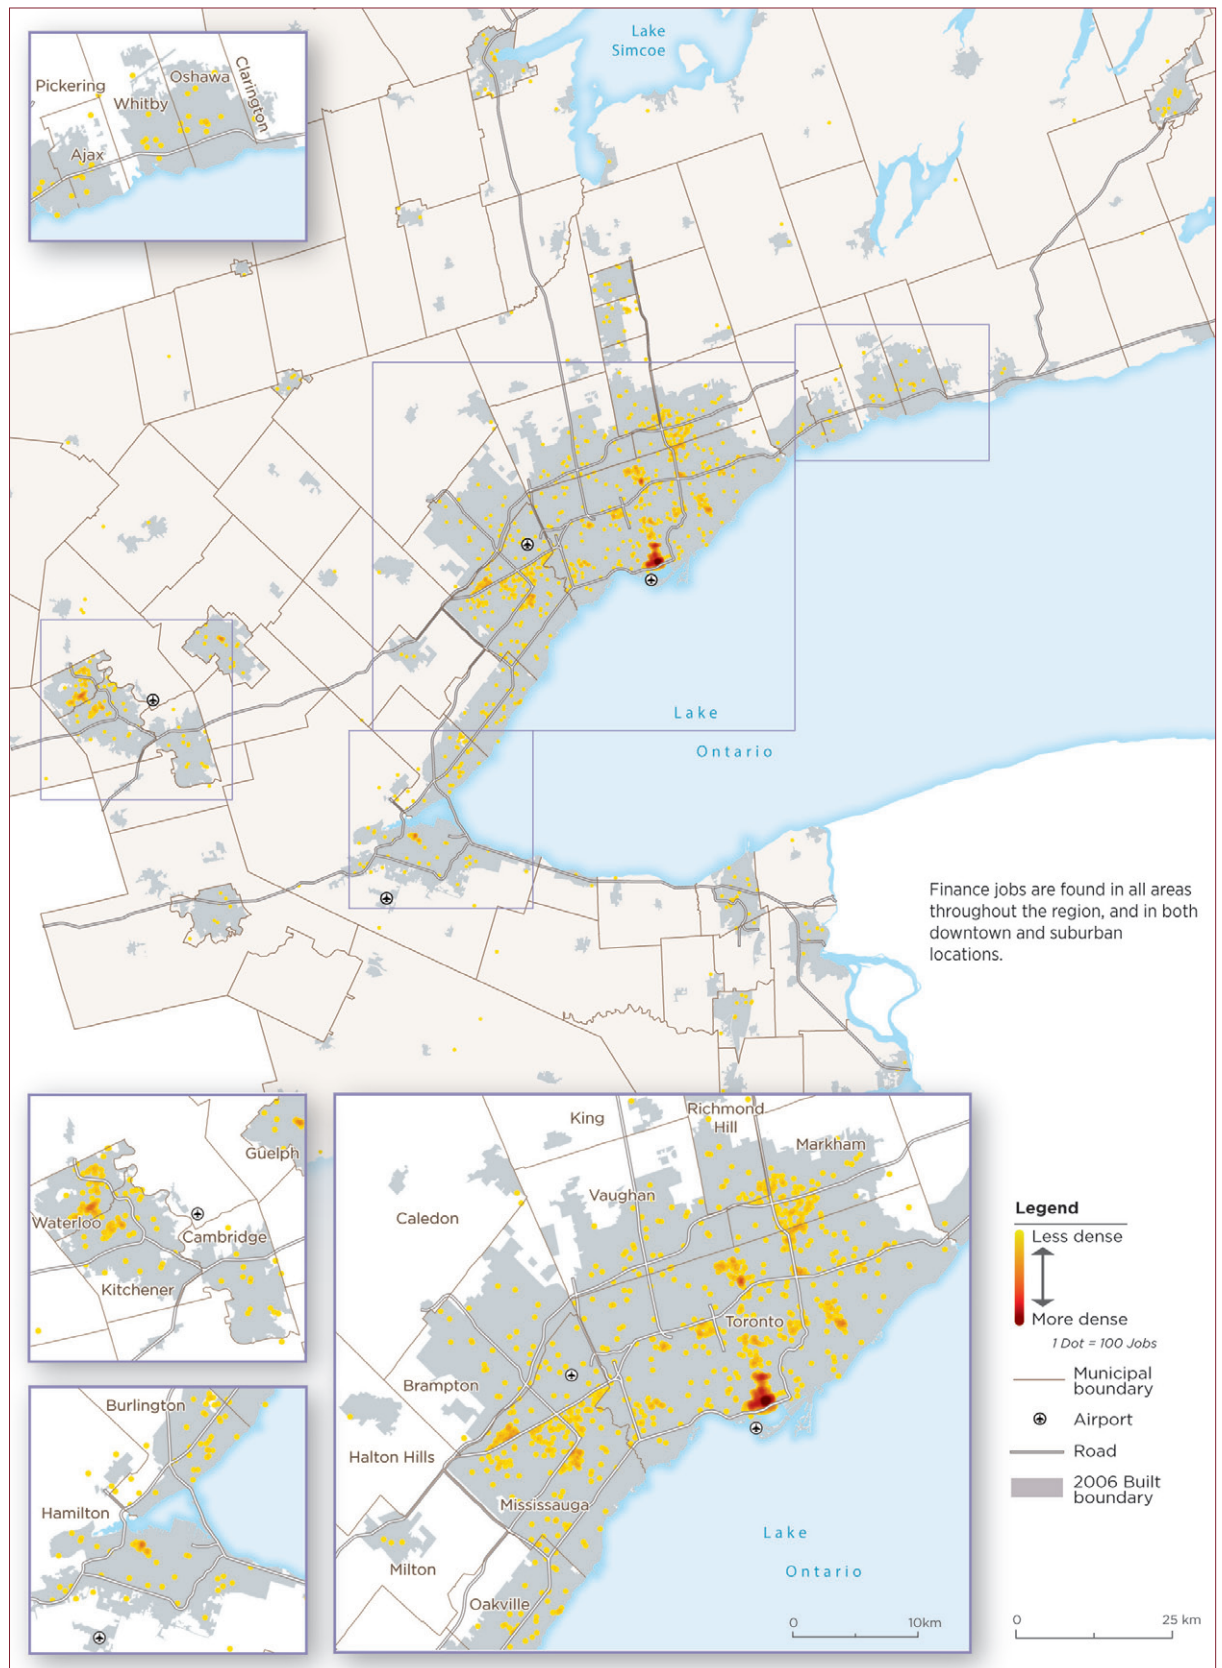 Lake
Simcoe
Pickering
Whitby
Oshawa
Clarington
Ajax
Lake
Ontario
Finance jobs are found in all areas
throughout the region, and in both
downtown and suburban
locations.
Guelph
Waterloo
Cambridge
Kitchener
Burlington
Hamilton
King
Richmond
Hill
Markham
Vaughan
Caledon
Toronto
Brampton
Halton Hills
Mississauga
Milton
Oakville
Lake
Ontario
0 10km
Legend
Less dense
More dense
1 Dot = 100 Jobs
Municipal
boundary
Airport
Road
2006 Built
boundary
0 25 km